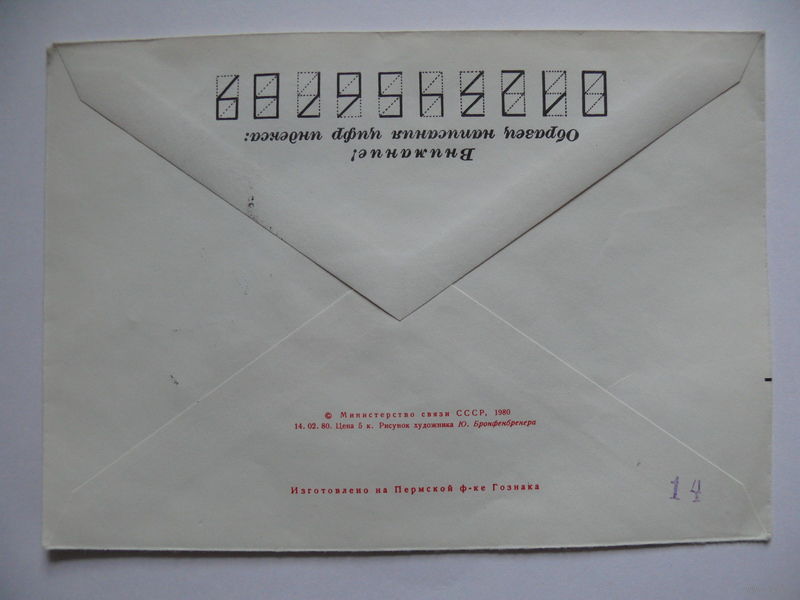 Внимание!
Образец написания цифр индекса:
0123456789
© Министерство связи СССР, 1980
14. 02. 80. Цена 5 к. Рисунок художника Ю. Бронфенбренера
Изготовлено на Пермской ф-ке Гознака
14